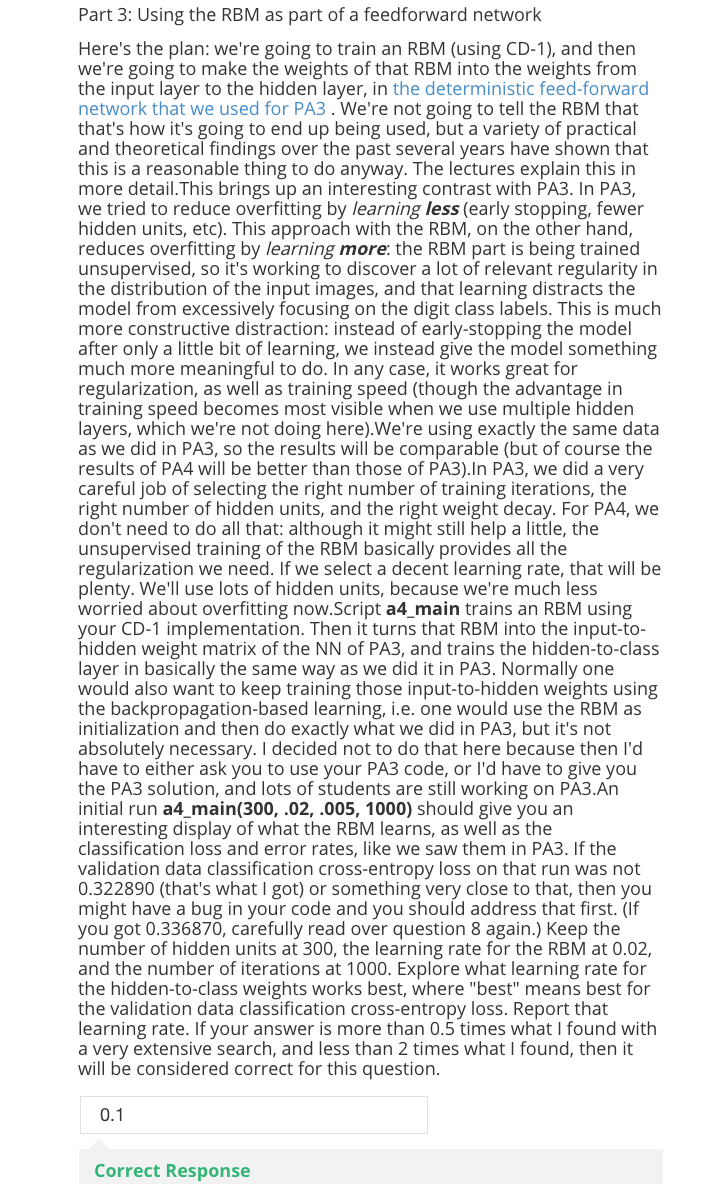 Part 3: Using the RBM as part of a feedforward network
Here's the plan: we're going to train an RBM (using CD-1), and then
we're going to make the weights of that RBM into the weights from
the input layer to the hidden layer, in the deterministic feed-forward
network that we used for PA3 . We're not going to tell the RBM that
that's how it's going to end up being used, but a variety of practical
and theoretical findings over the past several years have shown that
this is a reasonable thing to do anyway. The lectures explain this in
more detail.This brings up an interesting contrast with PA3. In PA3,
we tried to reduce overfitting by learning less (early stopping, fewer
hidden units, etc). This approach with the RBM, on the other hand,
reduces overfitting by learning more: the RBM part is being trained
unsupervised, so it's working to discover a lot of relevant regularity in
the distribution of the input images, and that learning distracts the
model from excessively focusing on the digit class labels. This is much
more constructive distraction: instead of early-stopping the model
after only a little bit of learning, we instead give the model something
much more meaningful to do. In any case, it works great for
regularization, as well as training speed (though the advantage in
training speed becomes most visible when we use multiple hidden
layers, which we're not doing here).We're using exactly the same data
as we did in PA3, so the results will be comparable (but of course the
results of PA4 will be better than those of PA3).In PA3, we did a very
careful job of selecting the right number of training iterations, the
right number of hidden units, and the right weight decay. For PA4, we
don't need to do all that: although it might still help a little, the
unsupervised training of the RBM basically provides all the
regularization we need. If we select a decent learning rate, that will be
plenty. We'll use lots of hidden units, because we're much less
worried about overfitting now.Script a4_main trains an RBM using
your CD-1 implementation. Then it turns that RBM into the input-to-
hidden weight matrix of the NN of PA3, and trains the hidden-to-class
layer in basically the same way as we did it in PA3. Normally one
would also want to keep training those input-to-hidden weights using
the backpropagation-based learning, i.e. one would use the RBM as
initialization and then do exactly what we did in PA3, but it's not
absolutely necessary. I decided not to do that here because then I'd
have to either ask you to use your PA3 code, or I'd have to give you
the PA3 solution, and lots of students are still working on PA3.An
initial run a4_main(300, .02, .005, 1000) should give you an
interesting display of what the RBM learns, as well as the
classification loss and error rates, like we saw them in PA3. If the
validation data classification cross-entropy loss on that run was not
0.322890 (that's what I got) or something very close to that, then you
might have a bug in your code and you should address that first. (If
you got 0.336870, carefully read over question 8 again.) Keep the
number of hidden units at 300, the learning rate for the RBM at 0.02,
and the number of iterations at 1000. Explore what learning rate for
the hidden-to-class weights works best, where "best" means best for
the validation data classification cross-entropy loss. Report that
learning rate. If your answer is more than 0.5 times what I found with
a very extensive search, and less than 2 times what I found, then it
will be considered correct for this question.
0.1
Correct Response